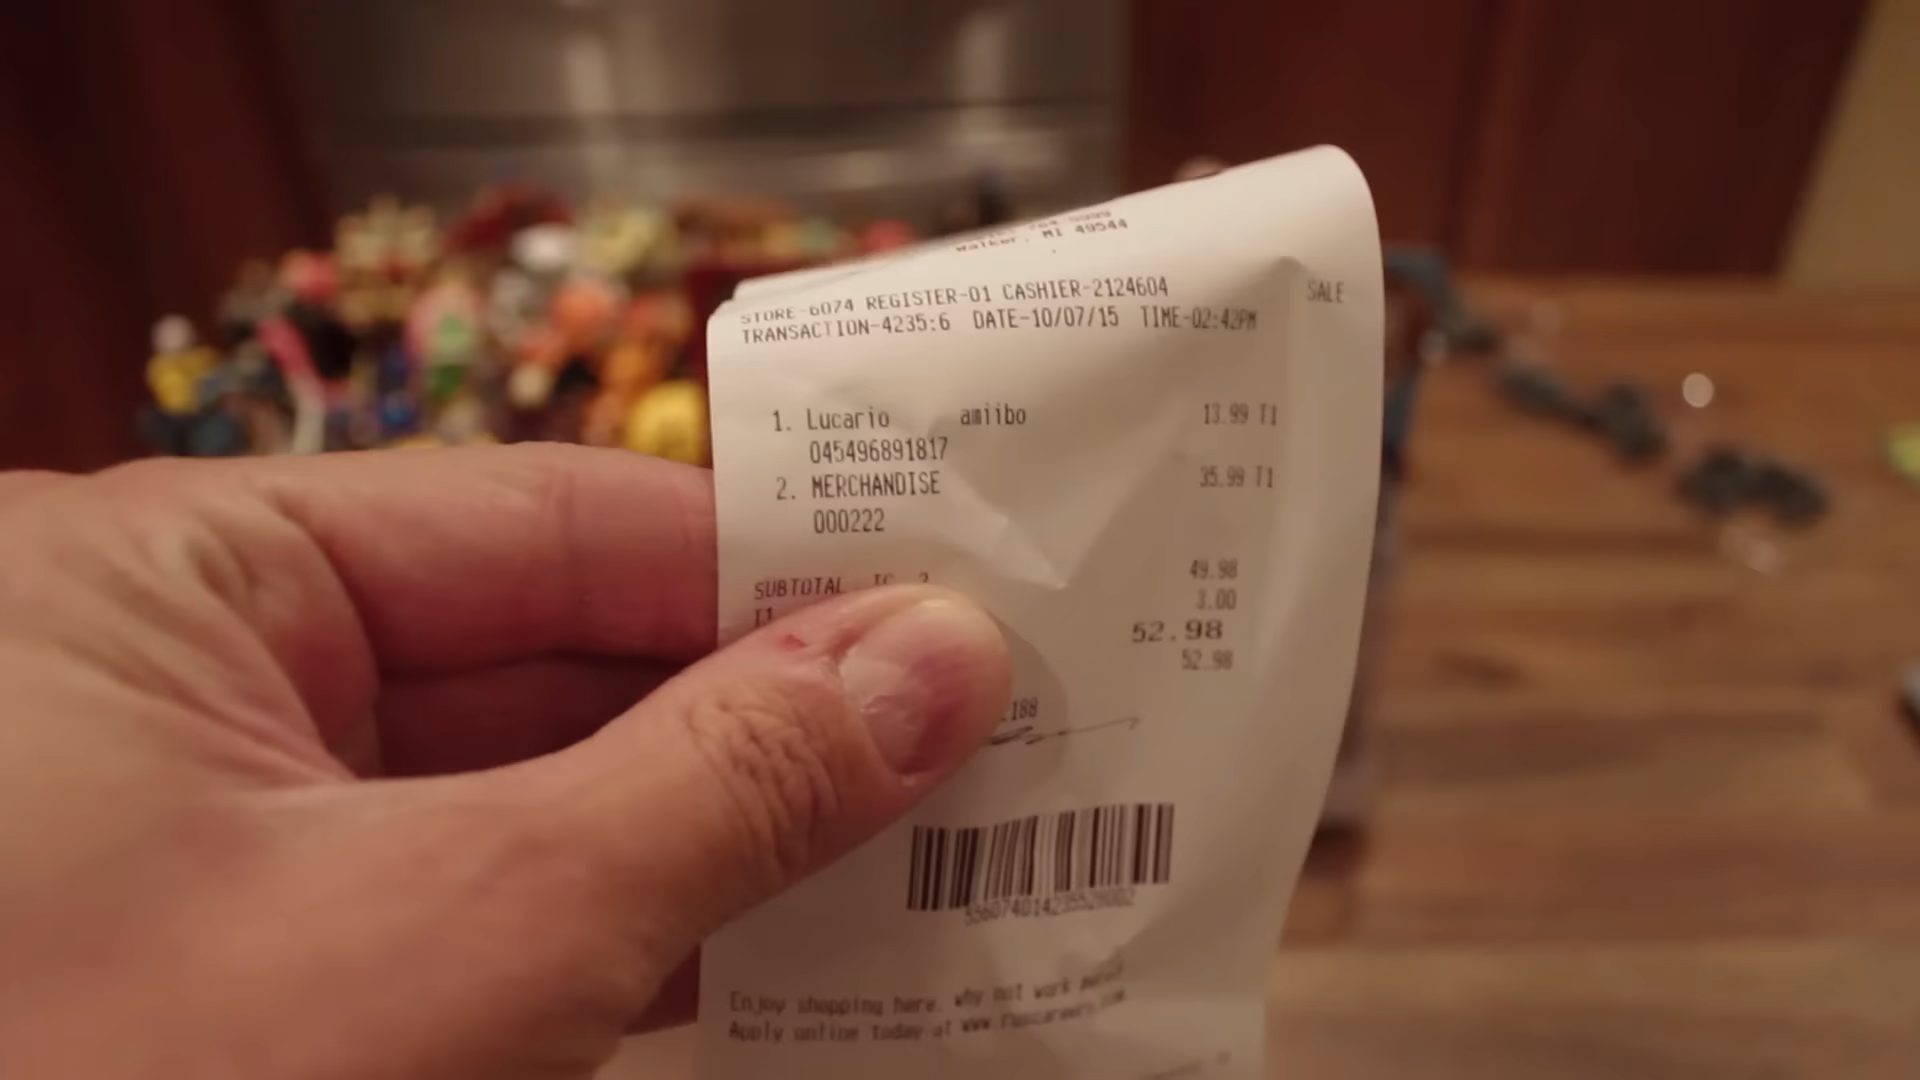 Walker, MI 49544
STORE-6074 REGISTER-01 CASHIER-2124604 SALE
TRANSACTION-4235:6 DATE-10/07/15 TIME-02:42PM
1. Lucario amiibo 13.99 T1
045496891817
2. MERCHANDISE 35.99 T1
000222
SUBTOTAL 49.98
T1 3.00
52.98
52.98
188
Enjoy shopping here, why not work
Apply online today at